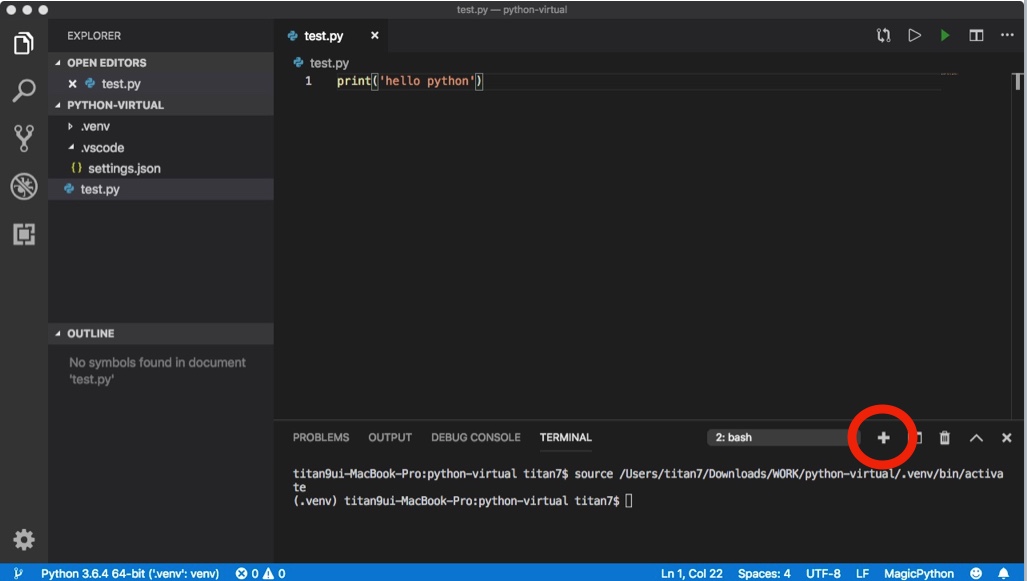 test.py — python-virtual
EXPLORER
OPEN EDITORS
test.py
PYTHON-VIRTUAL
.venv
.vscode
{} settings.json
test.py
OUTLINE
No symbols found in document
'test.py'
test.py
test.py
1 print('hello python')
PROBLEMS OUTPUT DEBUG CONSOLE TERMINAL 2: bash
titan9ui-MacBook-Pro:python-virtual titan7$ source /Users/titan7/Downloads/WORK/python-virtual/.venv/bin/activa
te
(.venv) titan9ui-MacBook-Pro:python-virtual titan7$
Python 3.6.4 64-bit ('.venv': venv) 0 0 Ln 1, Col 22 Spaces: 4 UTF-8 LF MagicPython